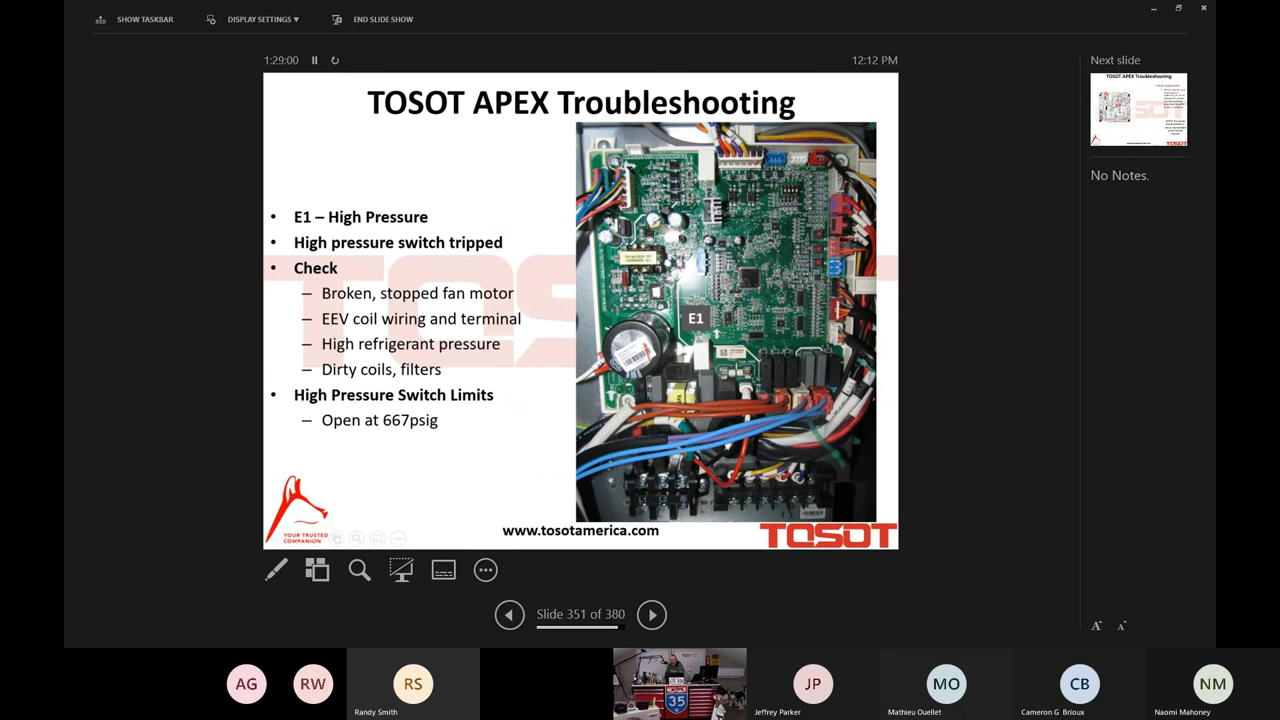 SHOW TASKBAR
DISPLAY SETTINGS ▼
END SLIDE SHOW
1:29:00
12:12 PM
Next slide
TOSOT APEX Troubleshooting
TOSOT APEX Troubleshooting
No Notes.
• E1 – High Pressure
• High pressure switch tripped
• Check
– Broken, stopped fan motor
– EEV coil wiring and terminal
– High refrigerant pressure
– Dirty coils, filters
• High Pressure Switch Limits
– Open at 667psig
E1
YOUR TRUSTED
COMPANION
www.tosotamerica.com
TOSOT
Slide 351 of 380
AG
RW
RS
Randy Smith
35
JP
Jeffrey Parker
MO
Mathieu Ouellet
CB
Cameron G Brioux
NM
Naomi Mahoney